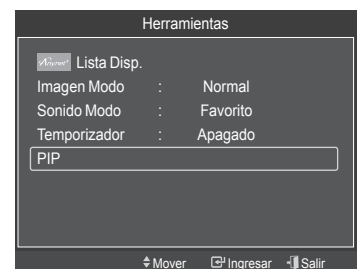 Herramientas
Anynet+ Lista Disp.
Imagen Modo : Normal
Sonido Modo : Favorito
Temporizador : Apagado
PIP
Mover Ingresar Salir